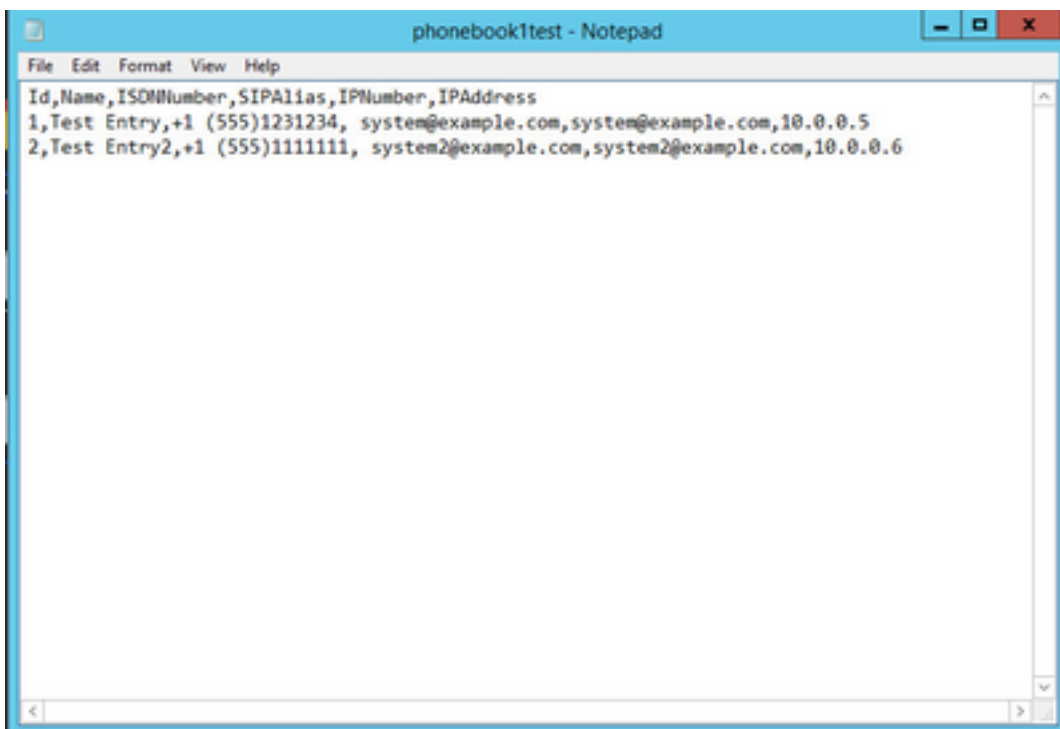 phonebook1test - Notepad
File Edit Format View Help
Id,Name,ISDNNumber,SIPAlias,IPNumber,IPAddress
1,Test Entry,+1 (555)1231234, system@example.com,system@example.com,10.0.0.5
2,Test Entry2,+1 (555)1111111, system2@example.com,system2@example.com,10.0.0.6